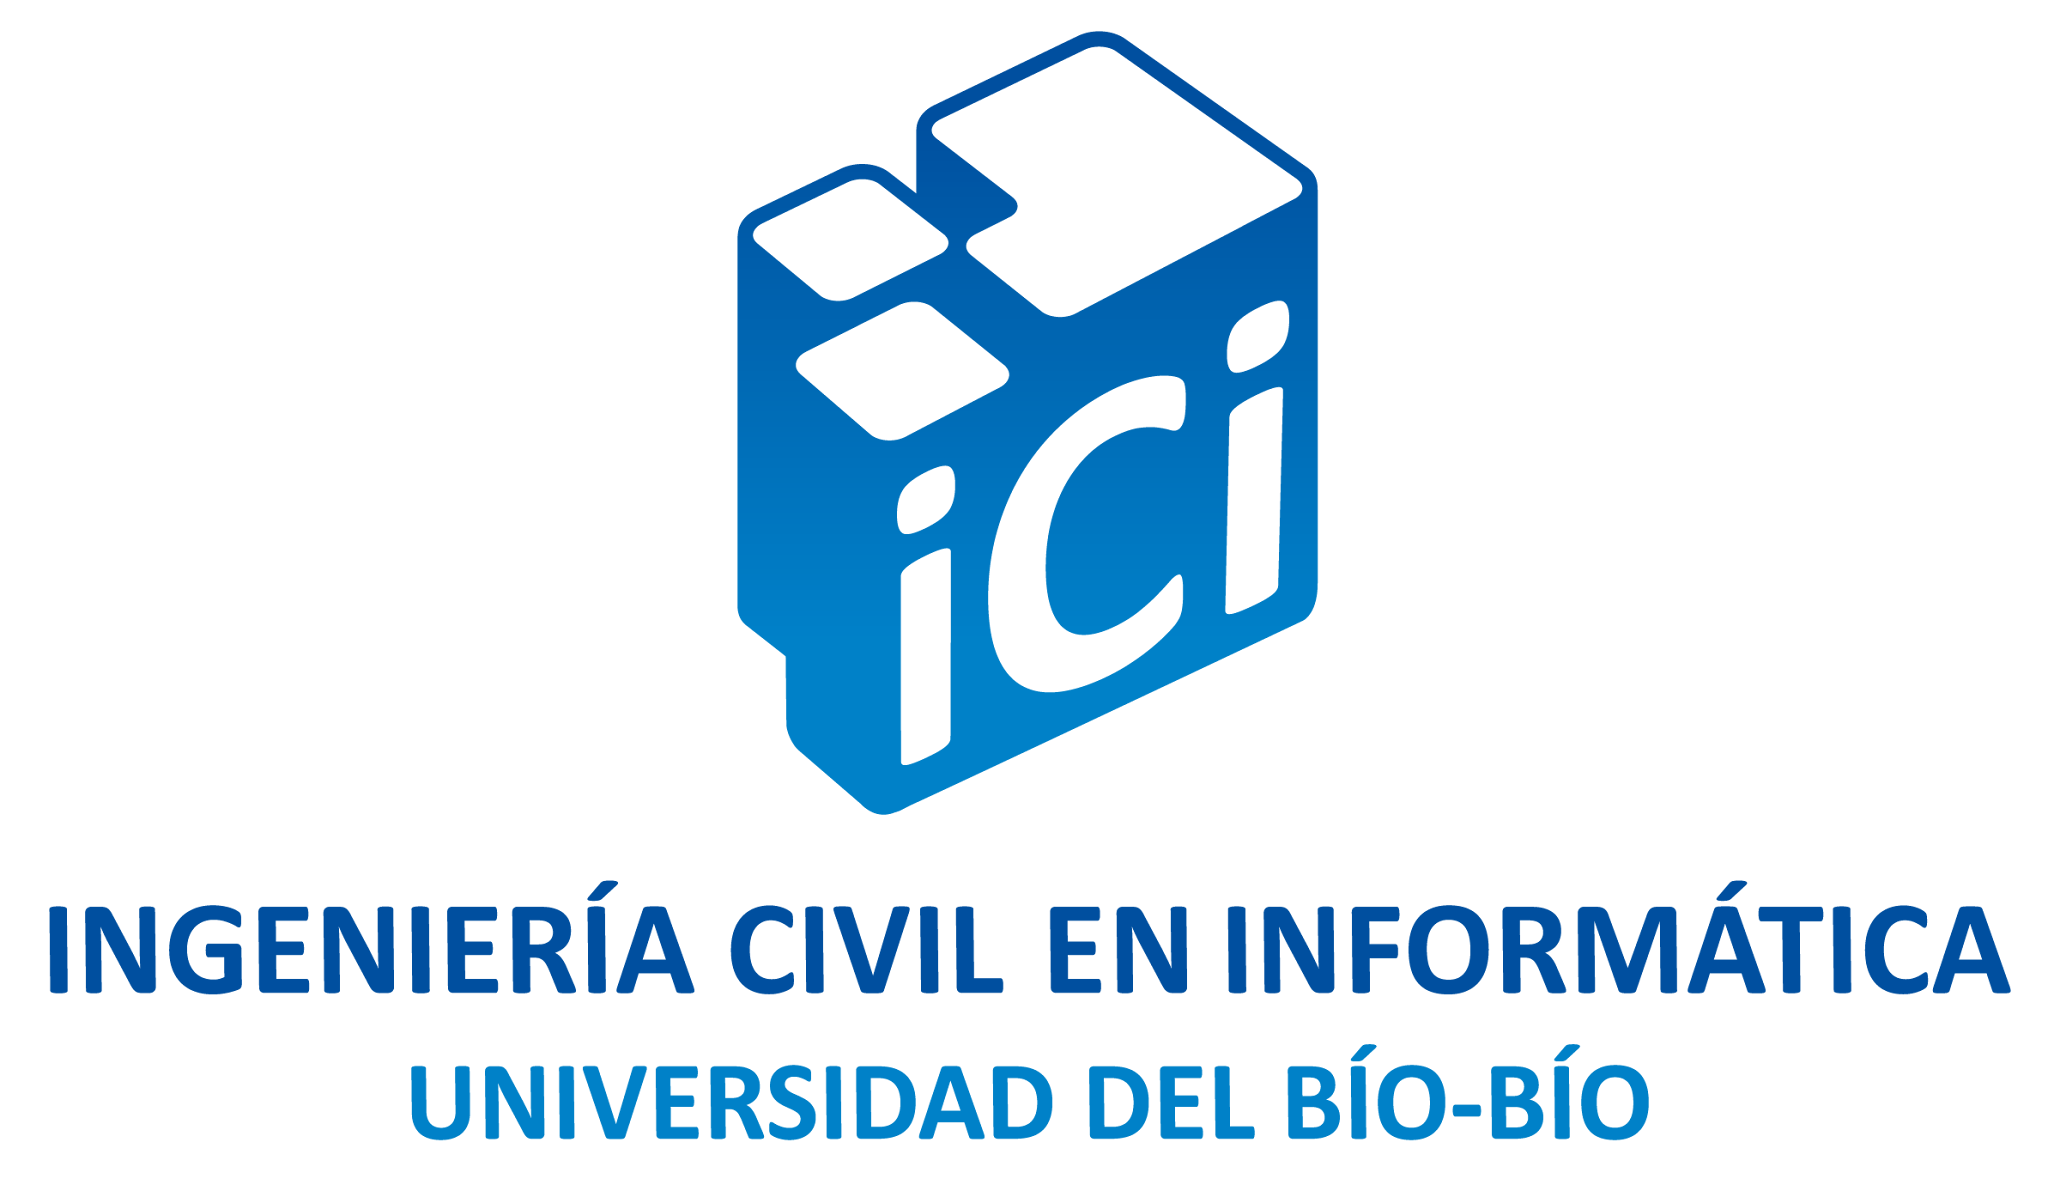 iCi
INGENIERÍA CIVIL EN INFORMÁTICA
UNIVERSIDAD DEL BÍO-BÍO